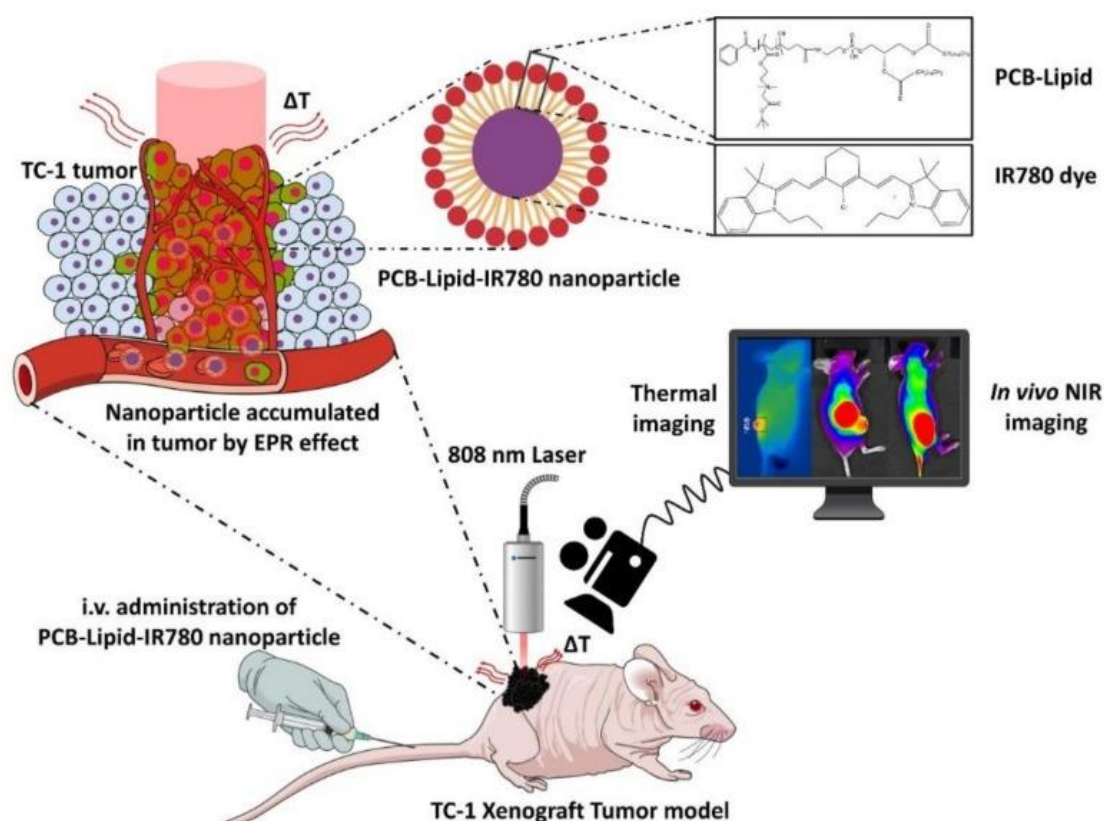 ΔT
TC-1 tumor
PCB-Lipid
IR780 dye
PCB-Lipid-IR780 nanoparticle
Nanoparticle accumulated
in tumor by EPR effect
Thermal
imaging
In vivo NIR
imaging
808 nm Laser
i.v. administration of
PCB-Lipid-IR780 nanoparticle
ΔT
TC-1 Xenograft Tumor model